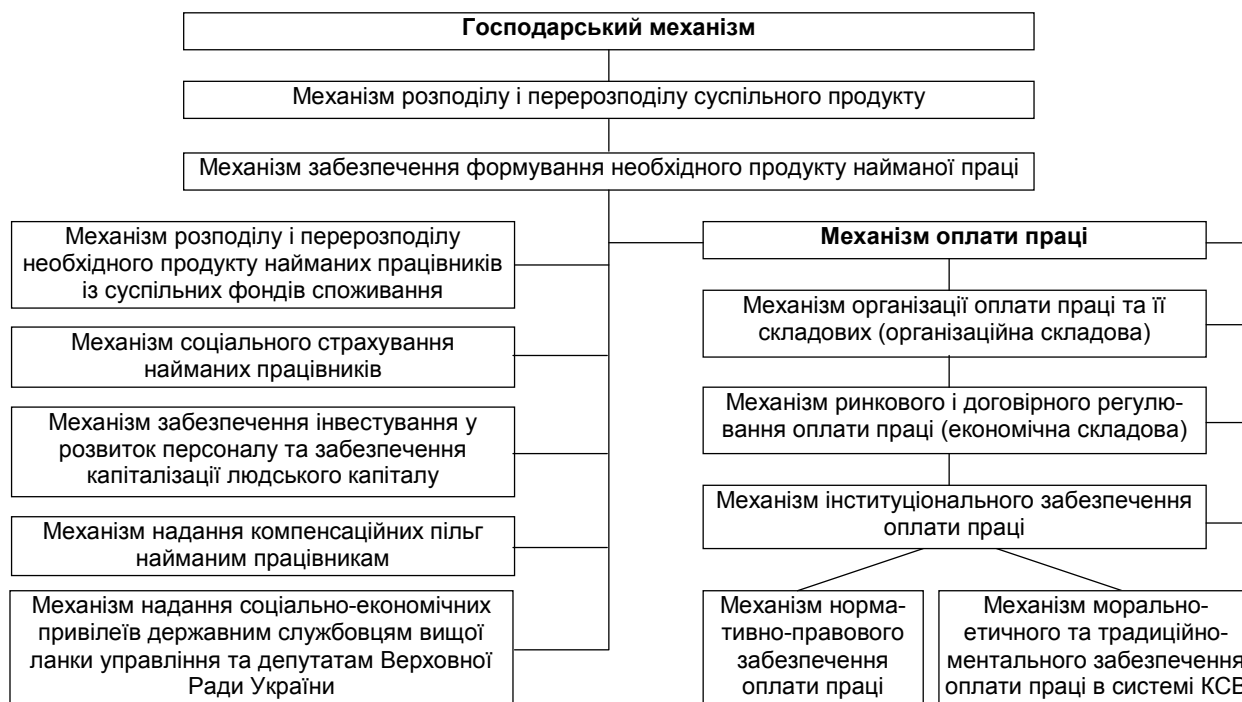 Господарський механізм
Механізм розподілу і перерозподілу суспільного продукту
Механізм забезпечення формування необхідного продукту найманої праці
Механізм розподілу і перерозподілу
необхідного продукту найманих працівників
із суспільних фондів споживання
Механізм соціального страхування
найманих працівників
Механізм забезпечення інвестування у
розвиток персоналу та забезпечення
капіталізації людського капіталу
Механізм надання компенсаційних пільг
найманим працівникам
Механізм надання соціально-економічних
привілеїв державним службовцям вищої
ланки управління та депутатам Верховної
Ради України
Механізм оплати праці
Механізм організації оплати праці та її
складових (організаційна складова)
Механізм ринкового і договірного регулю-
вання оплати праці (економічна складова)
Механізм інституціонального забезпечення
оплати праці
Механізм норма-
тивно-правового
забезпечення
оплати праці
Механізм морально-
етичного та традиційно-
ментального забезпечення
оплати праці в системі КСВ